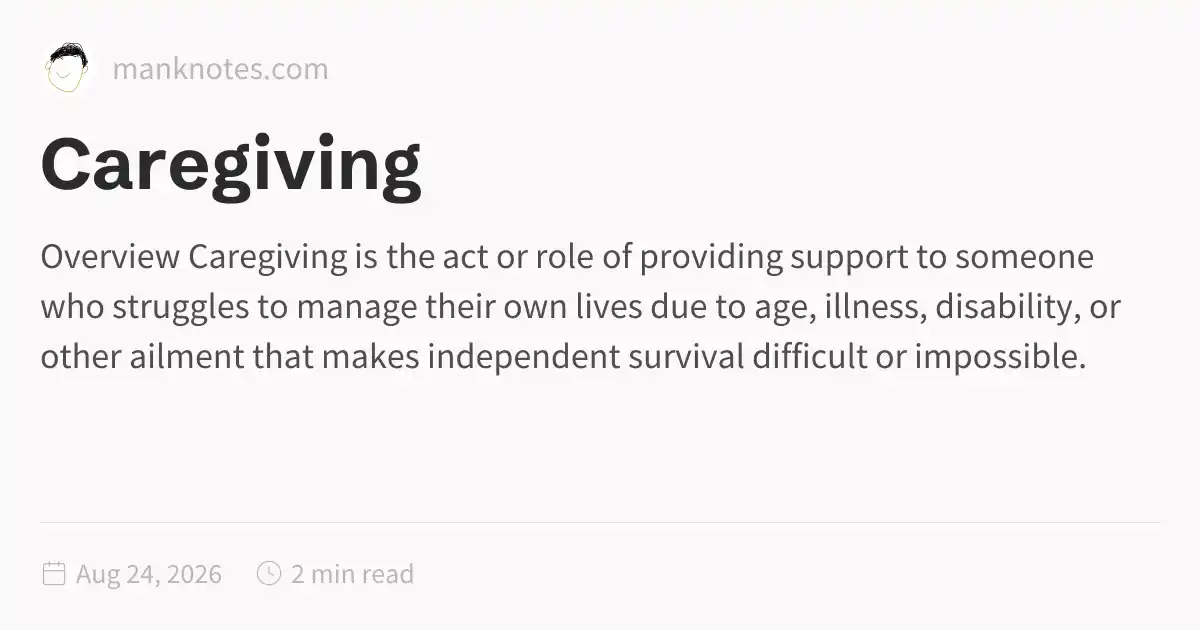 manknotes.com
Caregiving
Overview Caregiving is the act or role of providing support to someone
who struggles to manage their own lives due to age, illness, disability, or
other ailment that makes independent survival difficult or impossible.
Aug 24, 2026 2 min read